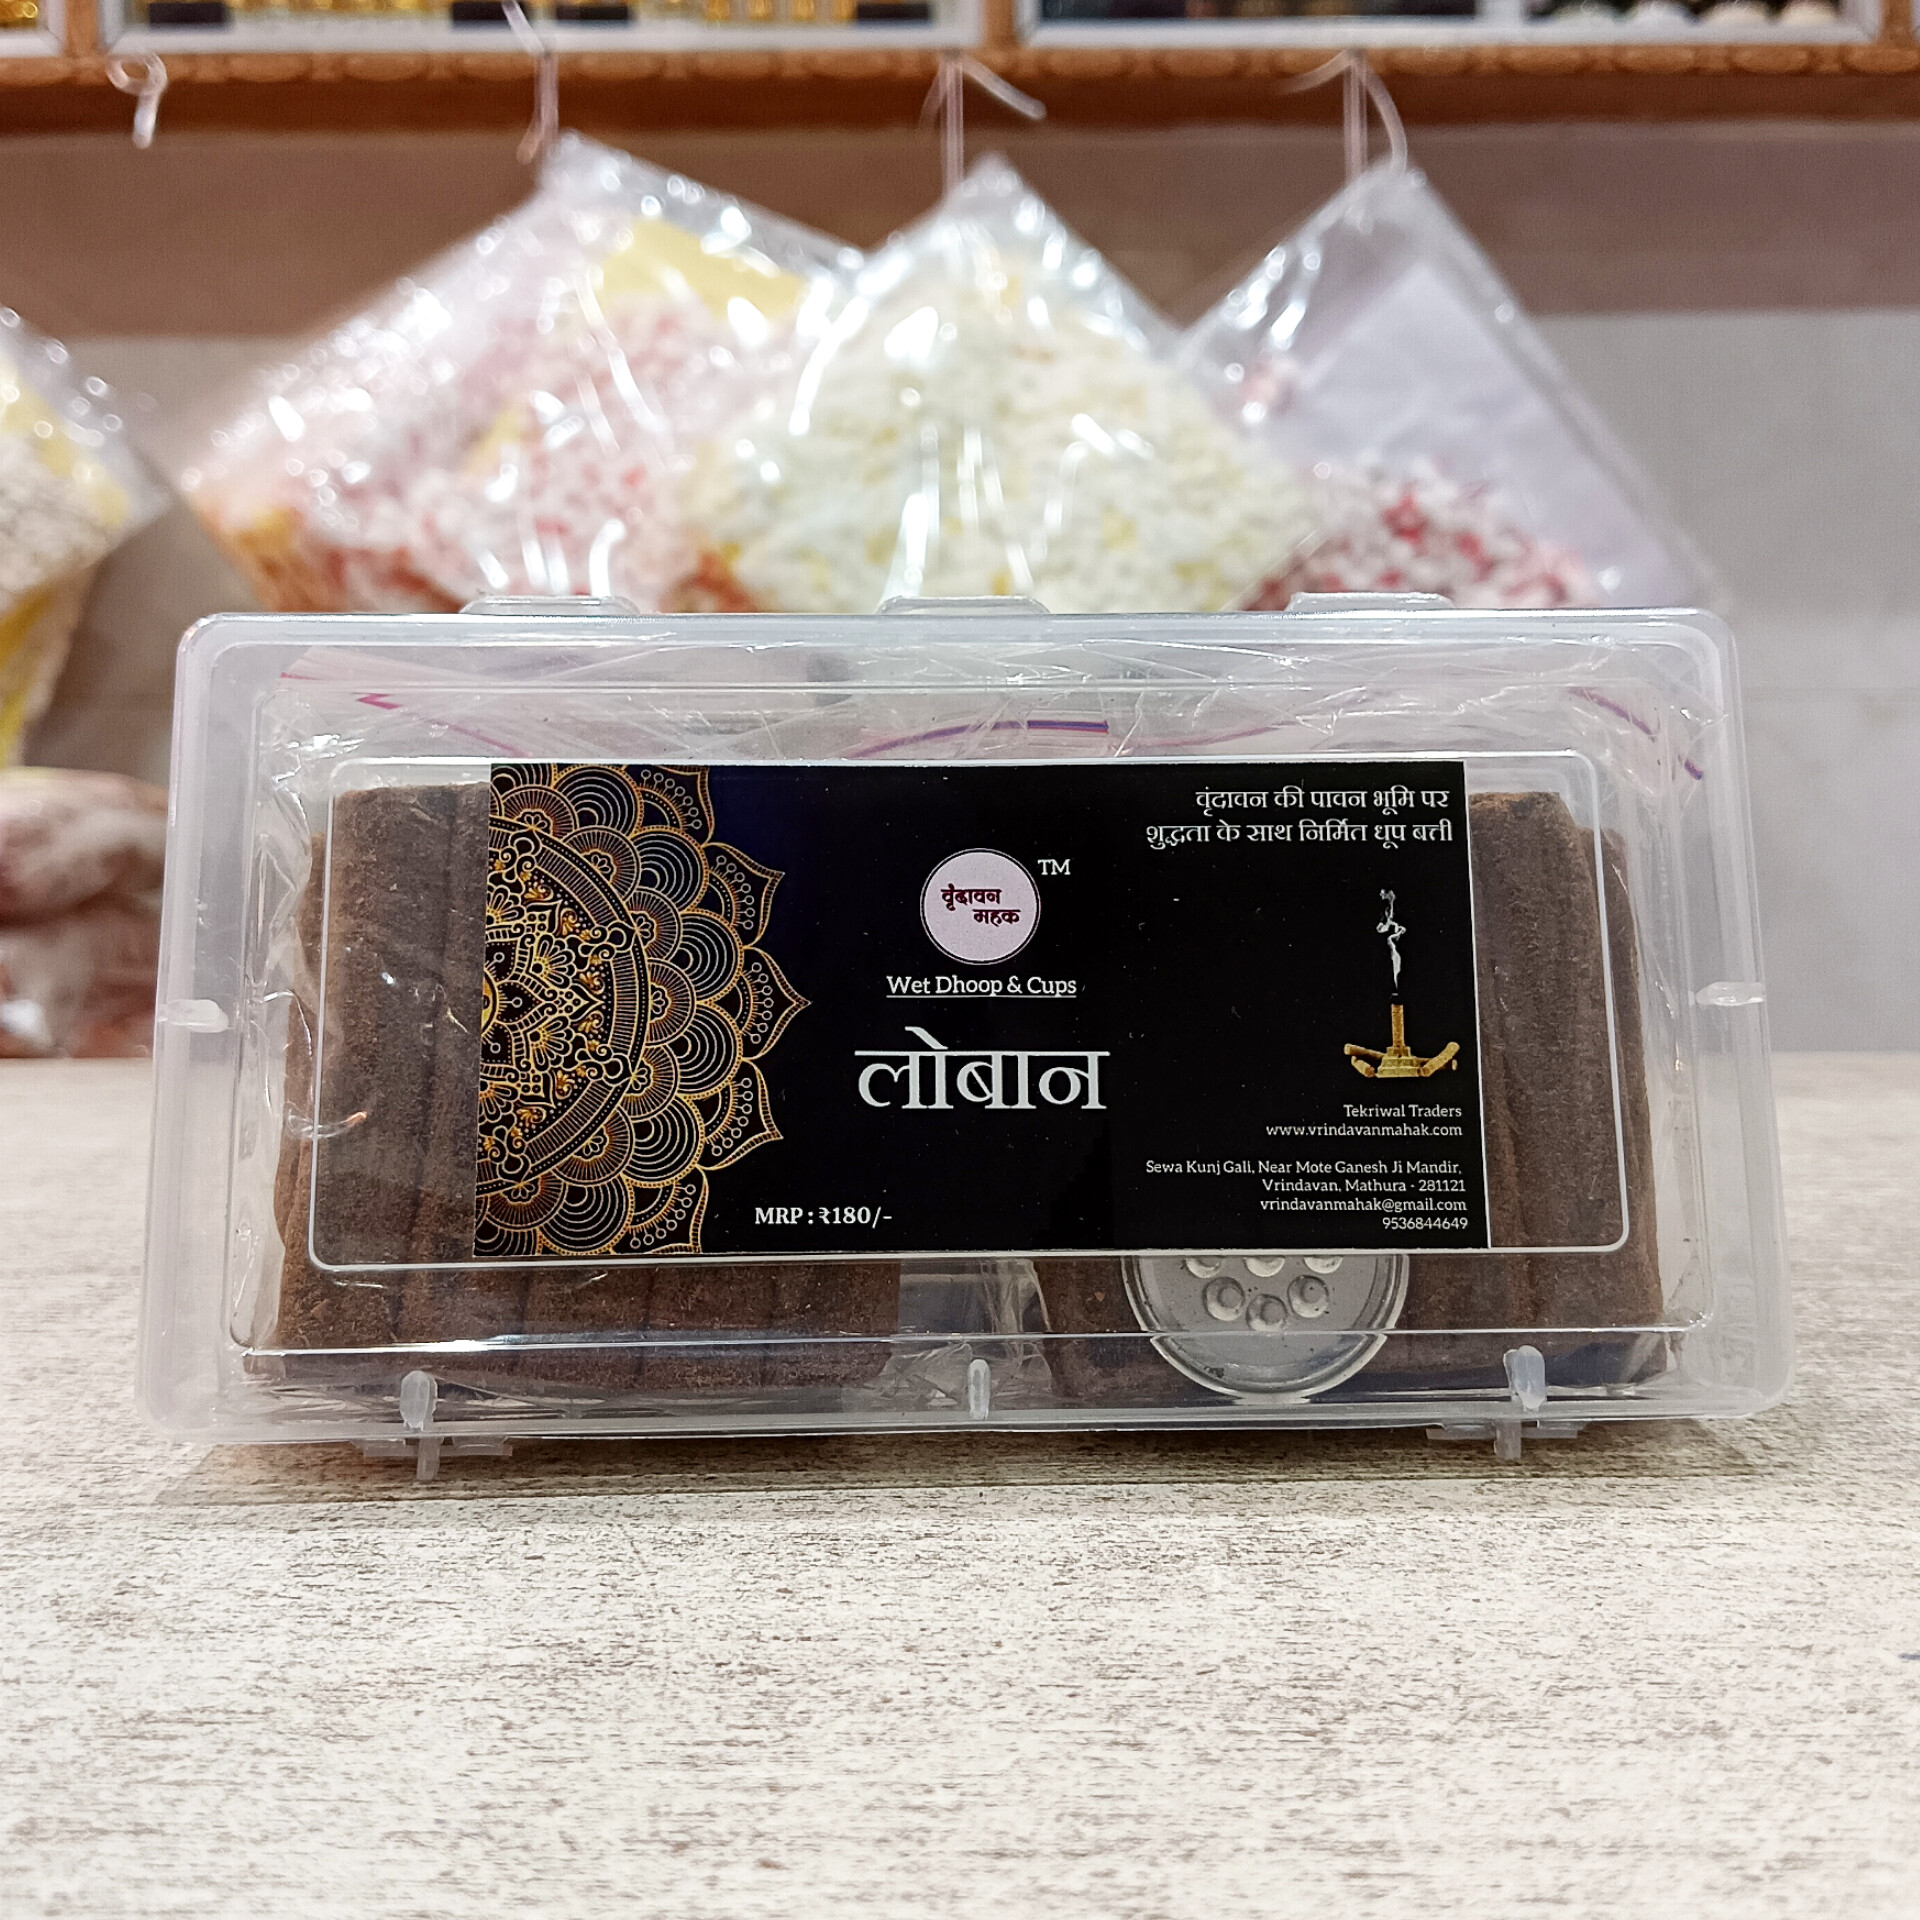 वृंदावन की पावन भूमि पर
शुद्धता के साथ निर्मित धूप बत्ती
वृंदावन
महक
TM
Wet Dhoop & Cups
लोबान
MRP : ₹180/-
Tekriwal Traders
www.vrindavanmahak.com
Sewa Kunj Gali, Near Mote Ganesh Ji Mandir,
Vrindavan, Mathura - 281121
vrindavanmahak@gmail.com
9536844649